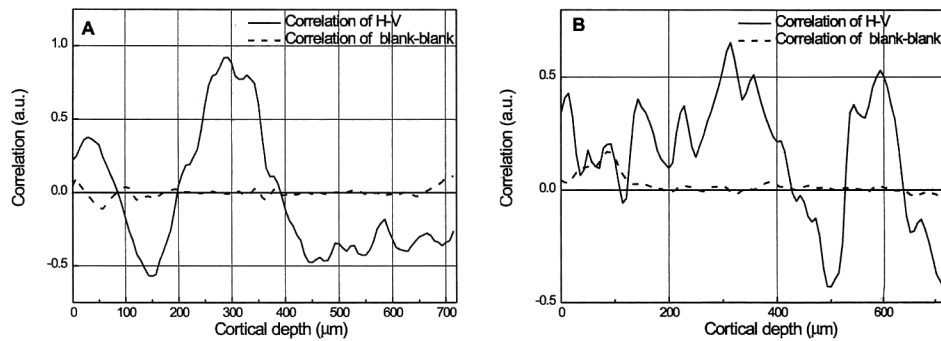 A
Correlation of H-V
Correlation of blank-blank
1.0
0.5
0.0
-0.5
Correlation (a.u.)
0 100 200 300 400 500 600 700
Cortical depth (µm)
B
Correlation of H-V
Correlation of blank-blank
0.5
0.0
-0.5
Correlation (a.u.)
0 200 400 600
Cortical depth (µm)